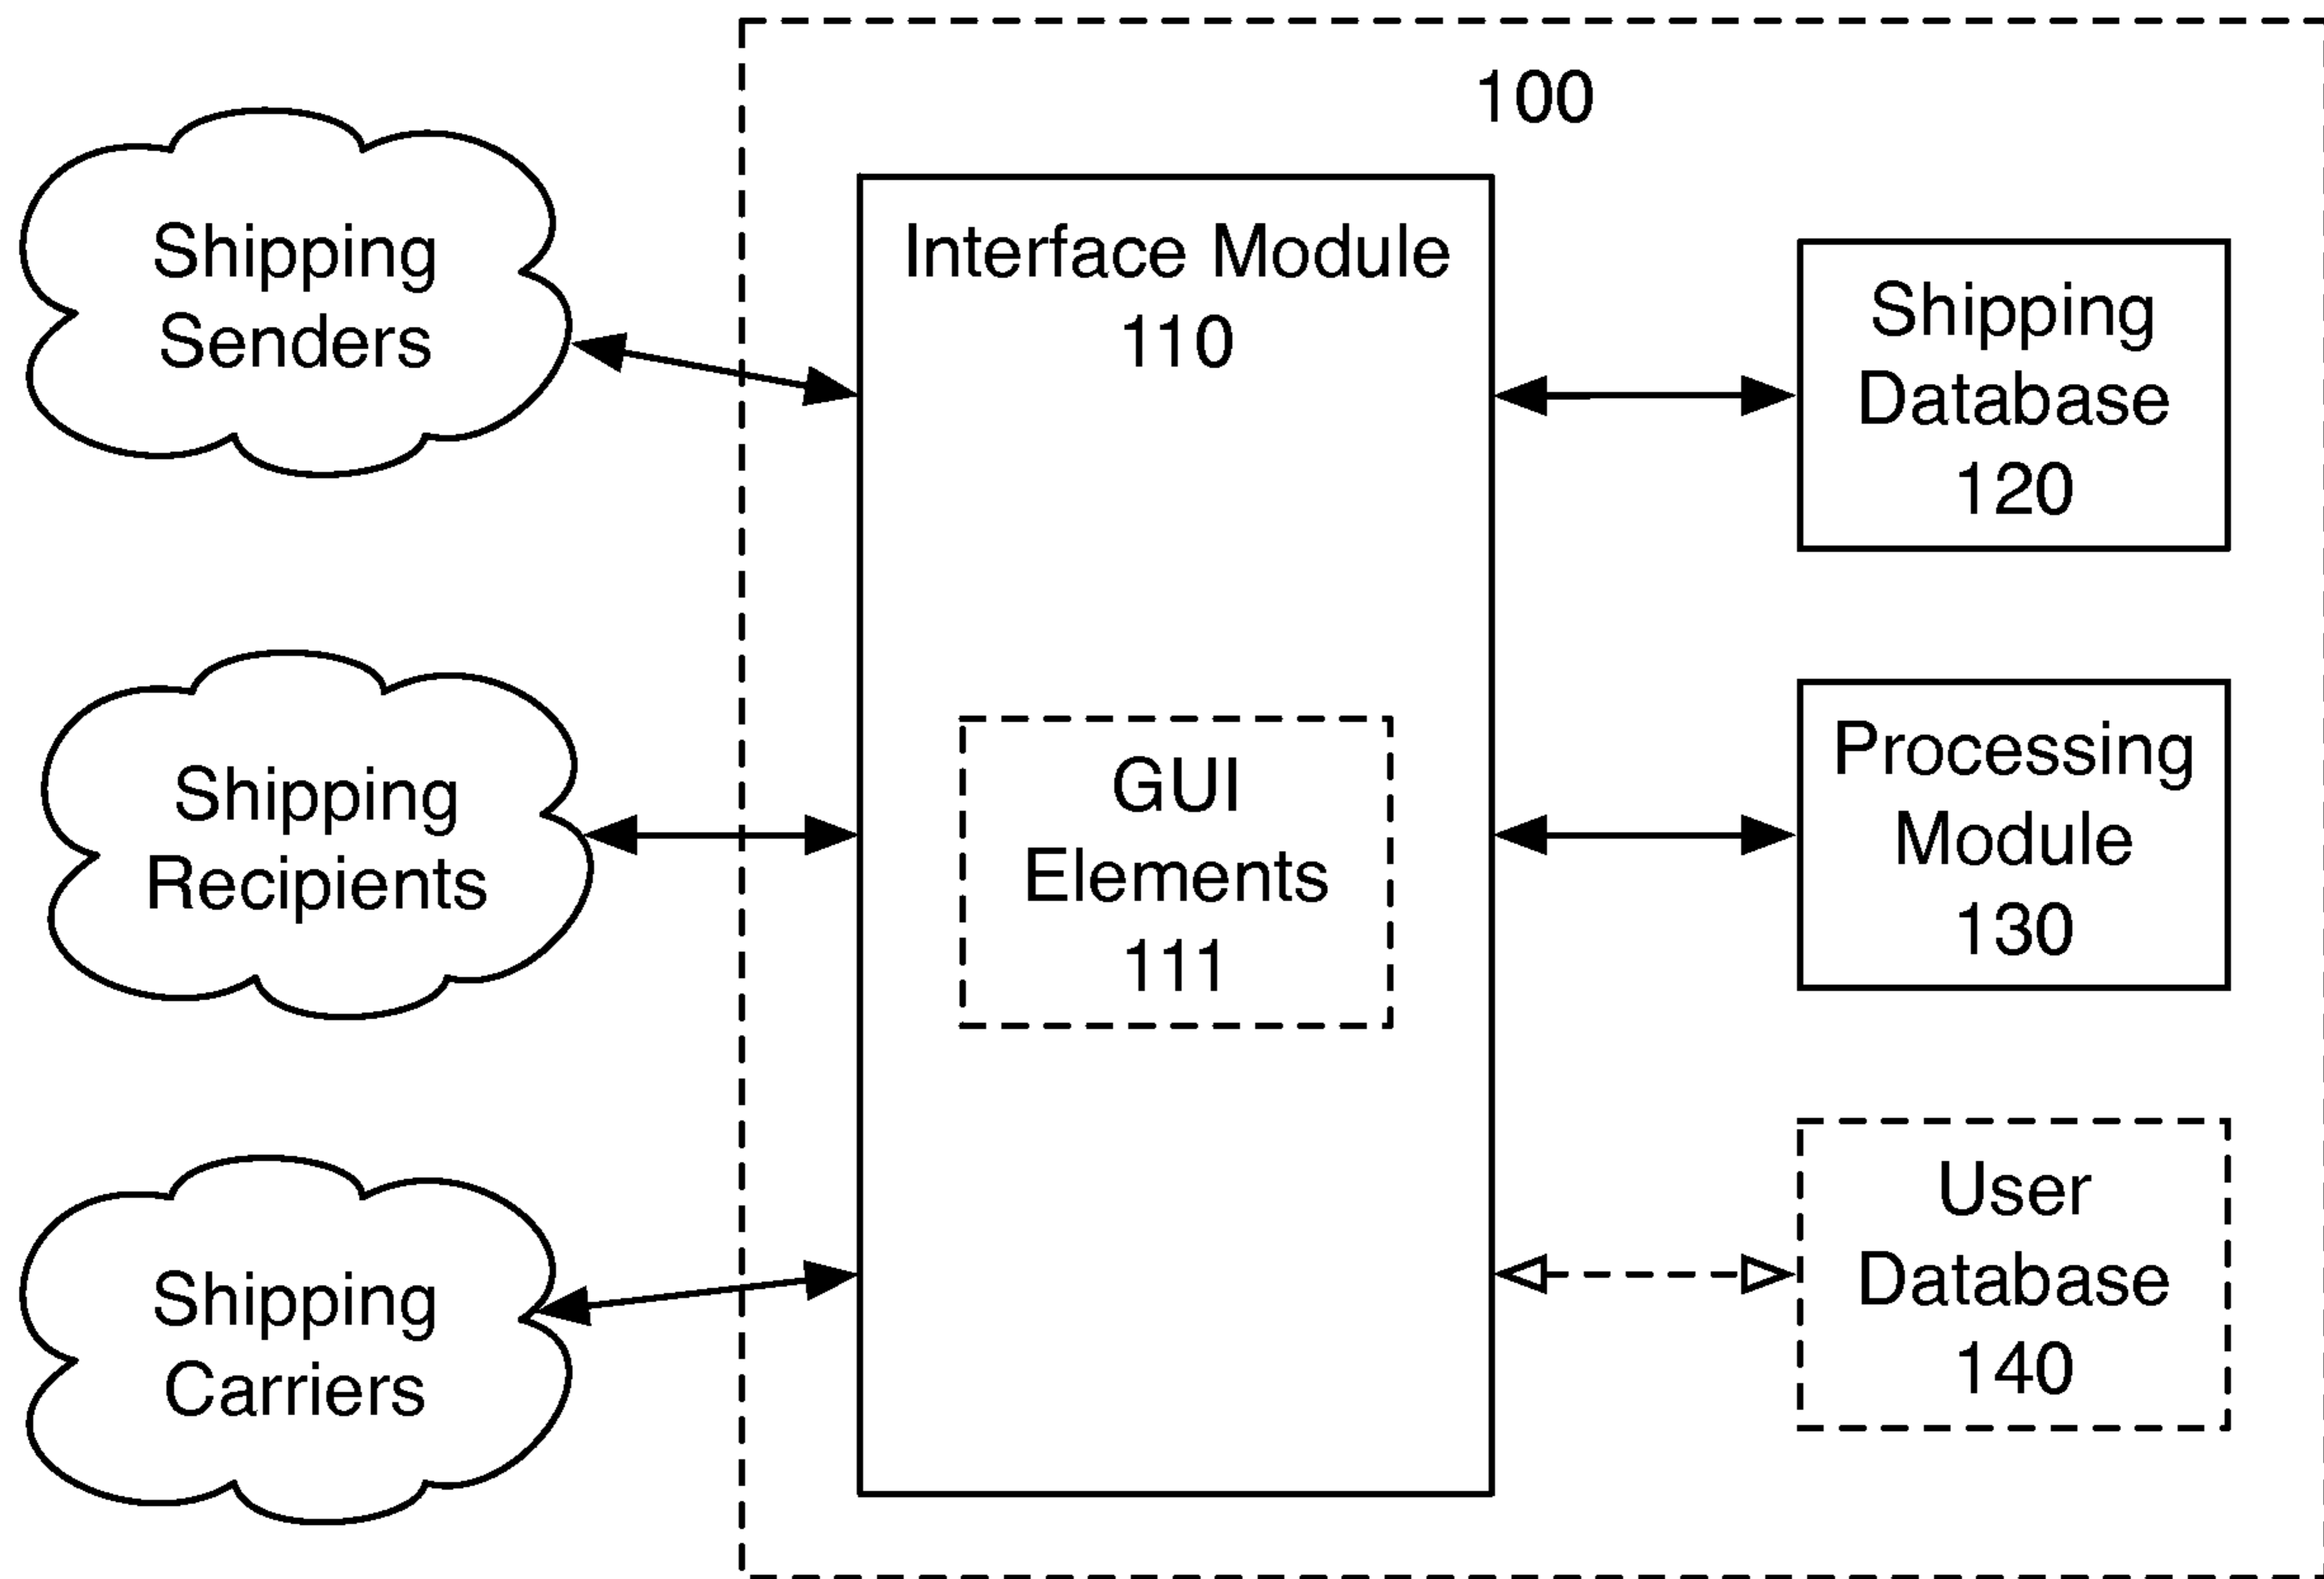 100
Shipping
Senders
Interface Module
110
Shipping
Database
120
Shipping
Recipients
GUI
Elements
111
Processing
Module
130
Shipping
Carriers
User
Database
140